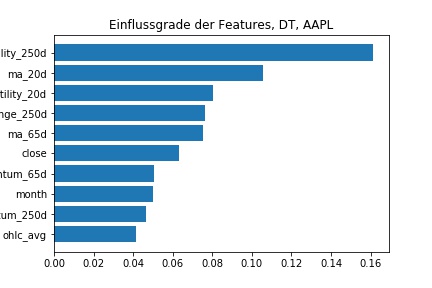 Einflussgrade der Features, DT, AAPL
ility_250d
ma_20d
tility_20d
nge_250d
ma_65d
close
ntum_65d
month
tum_250d
ohlc_avg
0.00 0.02 0.04 0.06 0.08 0.10 0.12 0.14 0.16